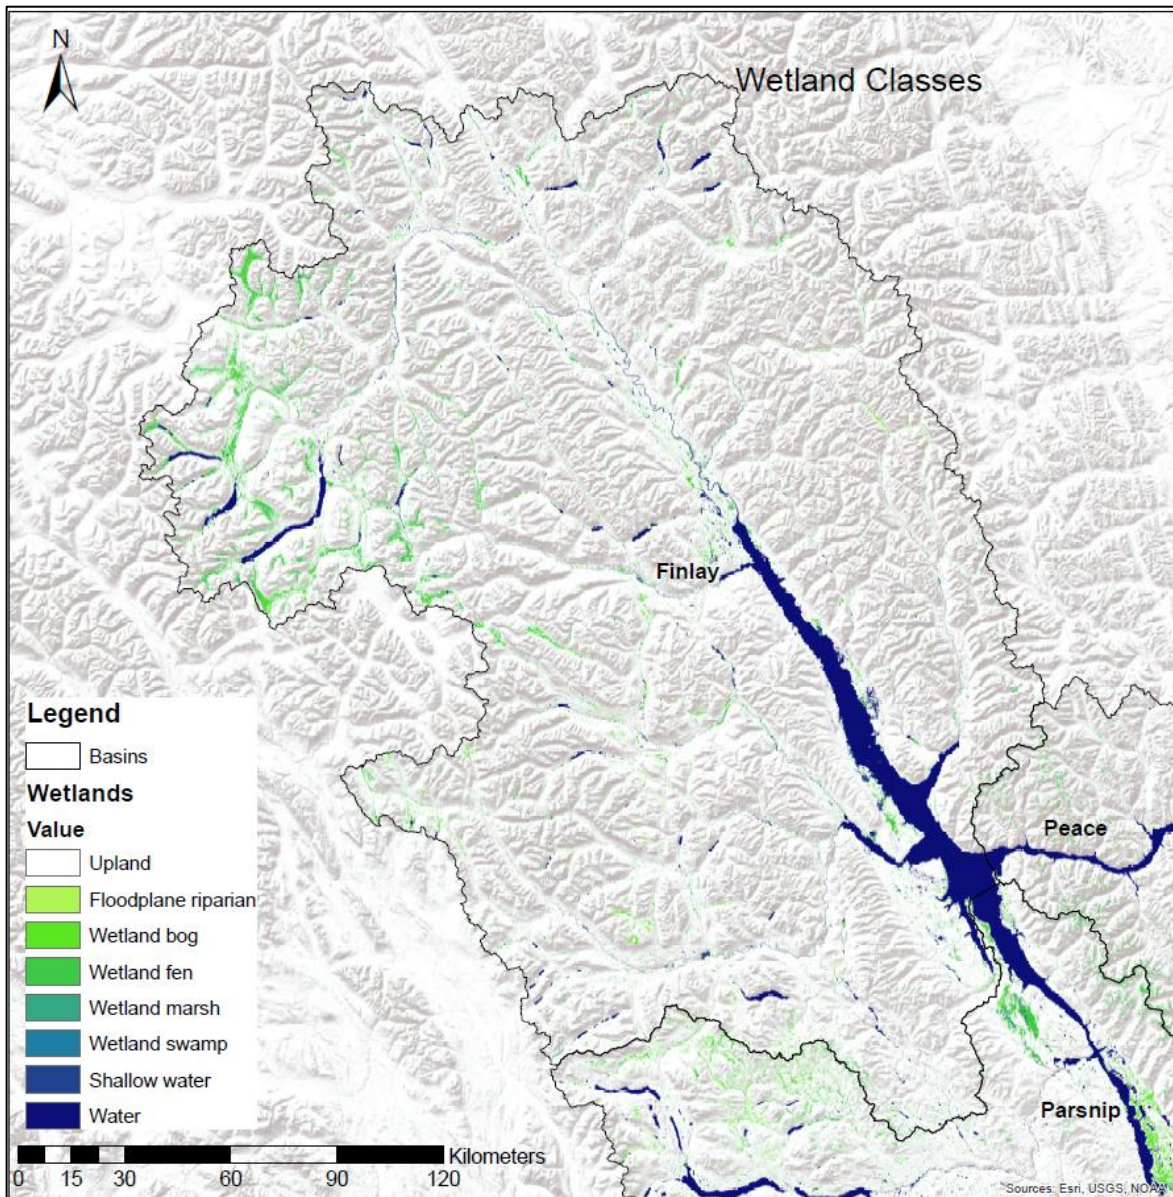 N
Wetland Classes
Finlay
Peace
Parsnip
Legend
Basins
Wetlands
Value
Upland
Floodplane riparian
Wetland bog
Wetland fen
Wetland marsh
Wetland swamp
Shallow water
Water
Kilometers
0 15 30 60 90 120
Sources: Esri, USGS, NOAA